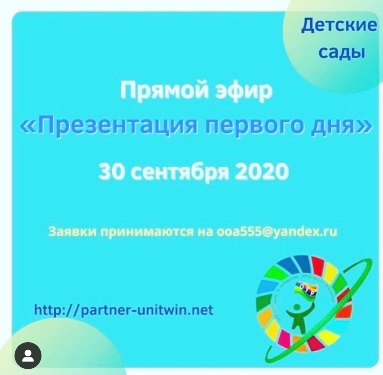 Детские
сады
Прямой эфир
«Презентация первого дня»
30 сентября 2020
Заявки принимаются на ooa555@yandex.ru
http://partner-unitwin.net